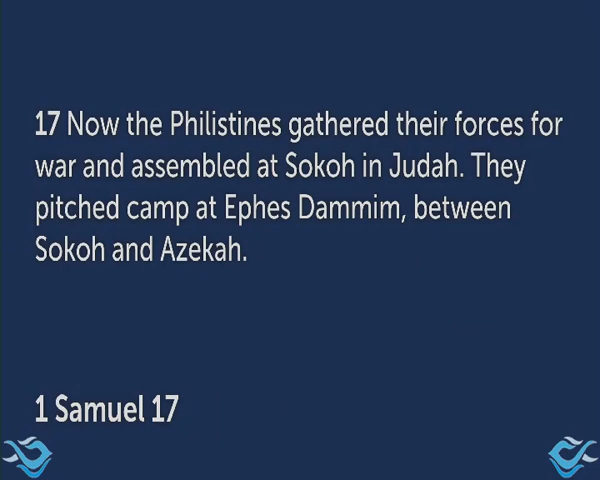 17 Now the Philistines gathered their forces for
war and assembled at Sokoh in Judah. They
pitched camp at Ephes Dammim, between
Sokoh and Azekah.
1 Samuel 17